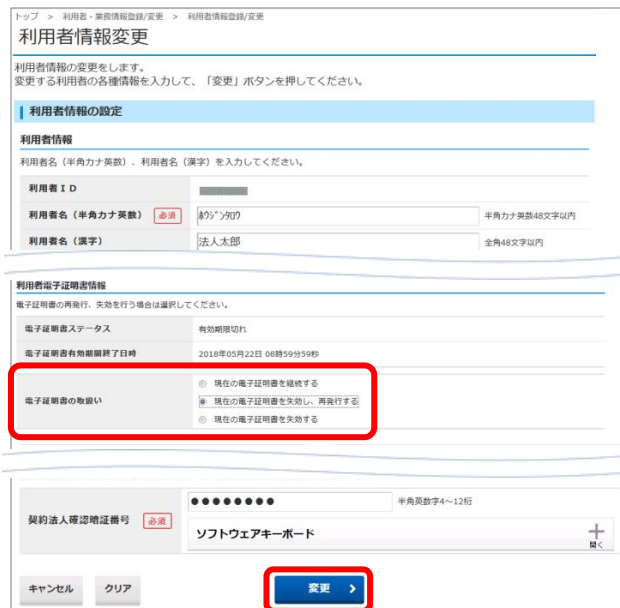 トップ > 利用者・業務情報登録/変更 > 利用者情報登録/変更
利用者情報変更
利用者情報の変更をします。
変更する利用者の各種情報を入力して、「変更」ボタンを押してください。
利用者情報の設定
利用者情報
利用者名（半角カナ英数）、利用者名（漢字）を入力してください。
利用者ＩＤ
利用者名（半角カナ英数） 必須 ﾎｳｼﾞﾝﾀﾛｳ 半角カナ英数48文字以内
利用者名（漢字） 法人太郎 全角48文字以内
利用者電子証明書情報
電子証明書の再発行、失効を行う場合は選択してください。
電子証明書ステータス 有効期限切れ
電子証明書有効期間終了日時 2018年05月22日 08時59分59秒
現在の電子証明書を継続する
電子証明書の取扱い 現在の電子証明書を失効し、再発行する
現在の電子証明書を失効する
●●●●●●●● 半角英数字4～12桁
契約法人確認暗証番号 必須
ソフトウェアキーボード 開く
キャンセル クリア 変更